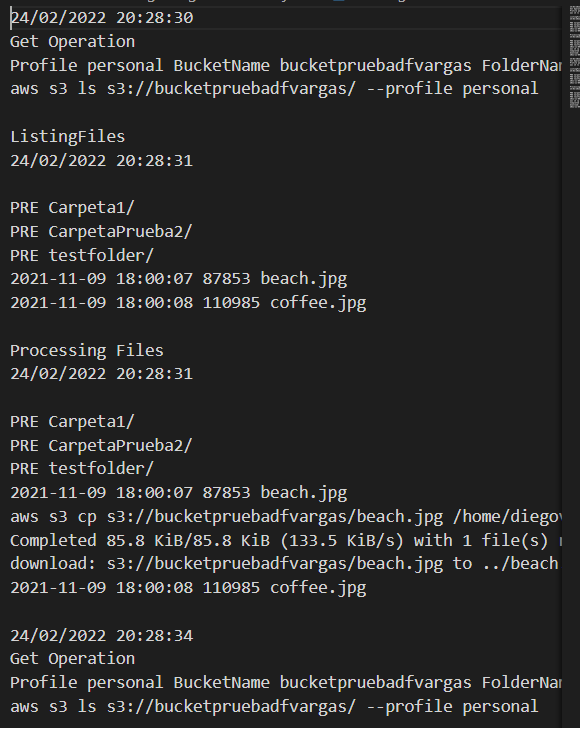 24/02/2022 20:28:30
Get Operation
Profile personal BucketName bucketpruebadfvargas
aws s3 ls s3://bucketpruebadfvargas/ --profile personal
ListingFiles
24/02/2022 20:28:31
PRE Carpeta1/
PRE CarpetaPrueba2/
PRE testfolder/
2021-11-09 18:00:07 87853 beach.jpg
2021-11-09 18:00:08 110985 coffee.jpg
Processing Files
24/02/2022 20:28:31
PRE Carpeta1/
PRE CarpetaPrueba2/
PRE testfolder/
2021-11-09 18:00:07 87853 beach.jpg
aws s3 cp s3://bucketpruebadfvargas/beach.jpg /home/diego
Completed 85.8 KiB/85.8 KiB (133.5 KiB/s) with 1 file(s)
download: s3://bucketpruebadfvargas/beach.jpg to ../beach
2021-11-09 18:00:08 110985 coffee.jpg
24/02/2022 20:28:34
Get Operation
Profile personal BucketName bucketpruebadfvargas
aws s3 ls s3://bucketpruebadfvargas/ --profile personal